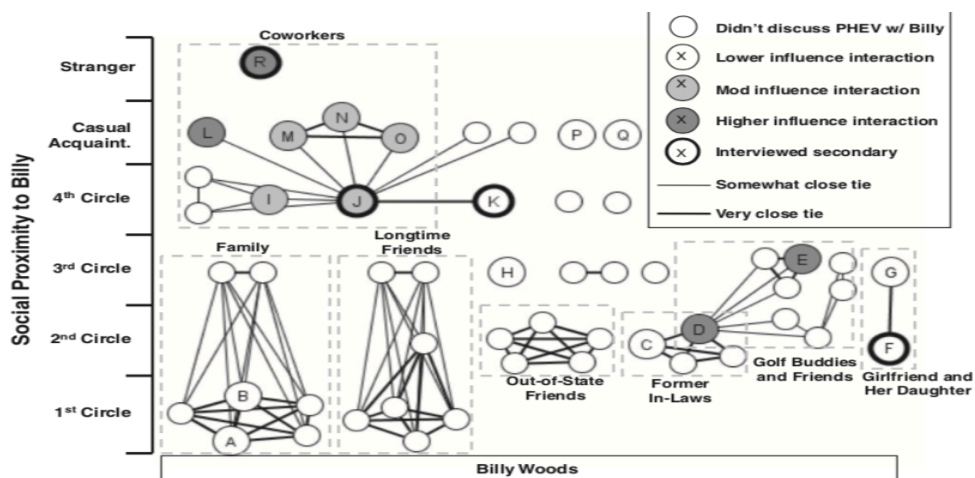 Coworkers
Didn't discuss PHEV w/ Billy
X Lower influence interaction
X Mod influence interaction
X Higher influence interaction
X Interviewed secondary
Somewhat close tie
Very close tie
Social Proximity to Billy
Stranger
R
Casual
Acquaint.
L
M
N
O
P
Q
4th Circle
I
J
K
Family
Longtime
Friends
3rd Circle
H
E
G
2nd Circle
C
D
F
Out-of-State
Friends
Former
In-Laws
Golf Buddies
and Friends
Girlfriend and
Her Daughter
1st Circle
B
A
Billy Woods